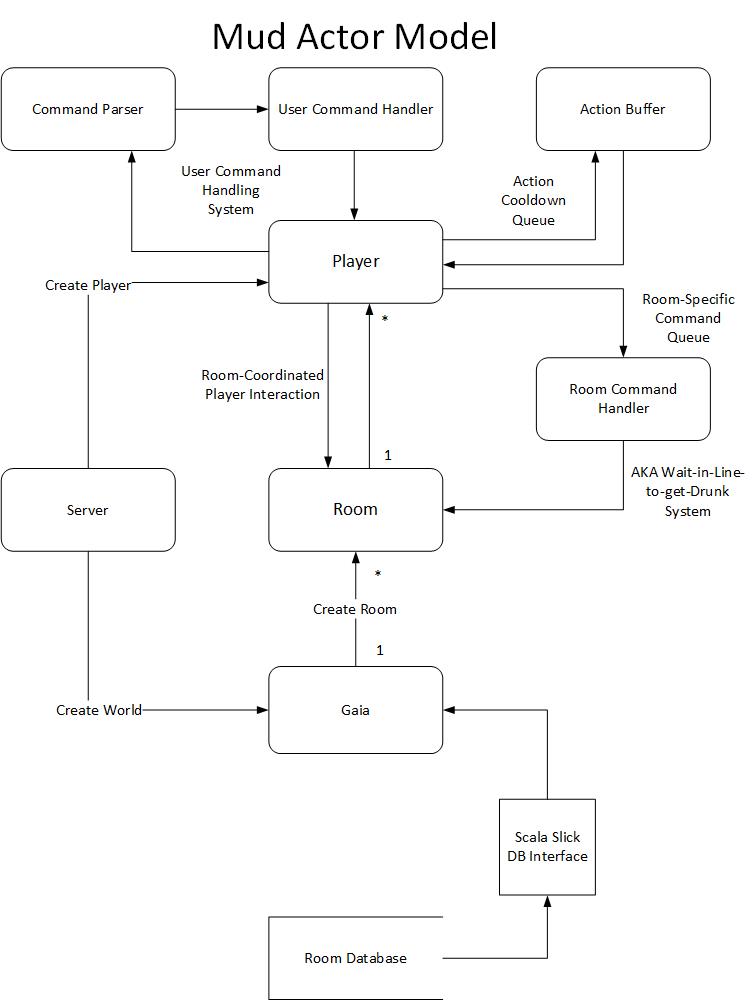 Mud Actor Model
Command Parser
User Command Handler
Action Buffer
User Command
Handling
System
Action
Cooldown
Queue
Player
Create Player
Room-Specific
Command
Queue
*
Room-Coordinated
Player Interaction
Room Command
Handler
1
AKA Wait-in-Line-
to-get-Drunk
System
Server
Room
*
Create Room
1
Create World
Gaia
Scala Slick
DB Interface
Room Database